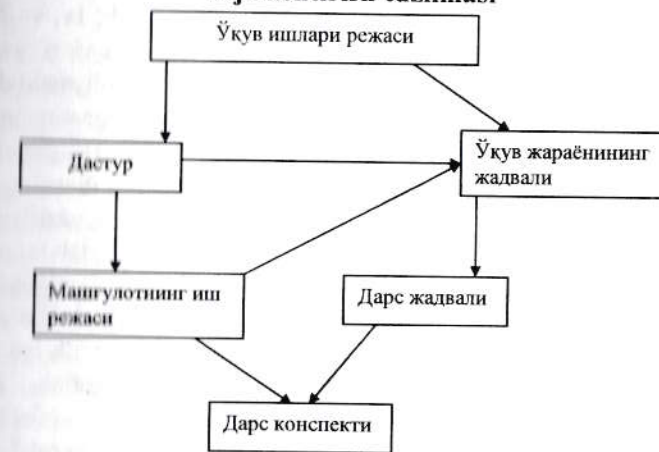 Ўқув ишлари режаси
Дастур
Ўқув жараёнининг
жадвали
Машғулотнинг иш
режаси
Дарс жадвали
Дарс конспекти